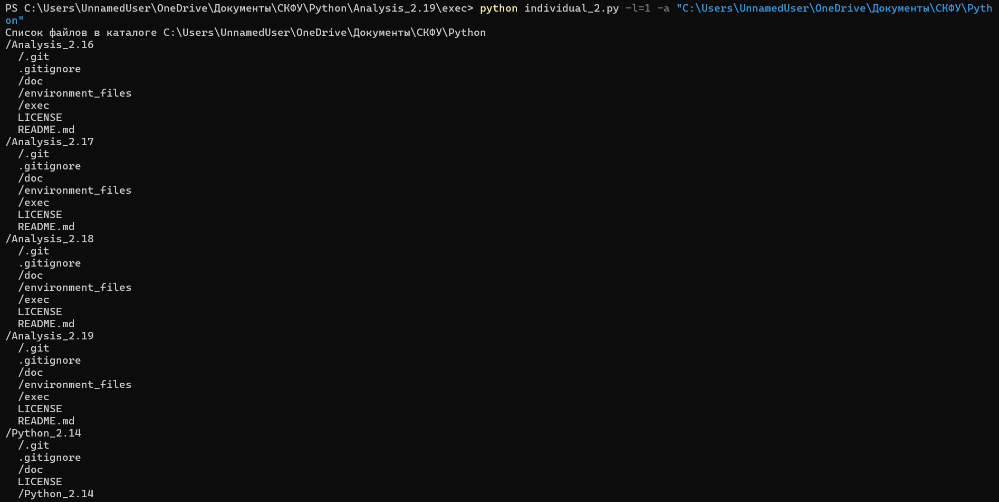 PS C:\Users\UnnamedUser\OneDrive\Документы\СКФУ\Python\Analysis_2.19\exec> python individual_2.py -l=1 -a "C:\Users\UnnamedUser\OneDrive\Документы\СКФУ\Pyth
on"
Список файлов в каталоге C:\Users\UnnamedUser\OneDrive\Документы\СКФУ\Python
/Analysis_2.16
  /.git
  .gitignore
  /doc
  /environment_files
  /exec
  LICENSE
  README.md
/Analysis_2.17
  /.git
  .gitignore
  /doc
  /environment_files
  /exec
  LICENSE
  README.md
/Analysis_2.18
  /.git
  .gitignore
  /doc
  /environment_files
  /exec
  LICENSE
  README.md
/Analysis_2.19
  /.git
  .gitignore
  /doc
  /environment_files
  /exec
  LICENSE
  README.md
/Python_2.14
  /.git
  .gitignore
  /doc
  LICENSE
  /Python_2.14